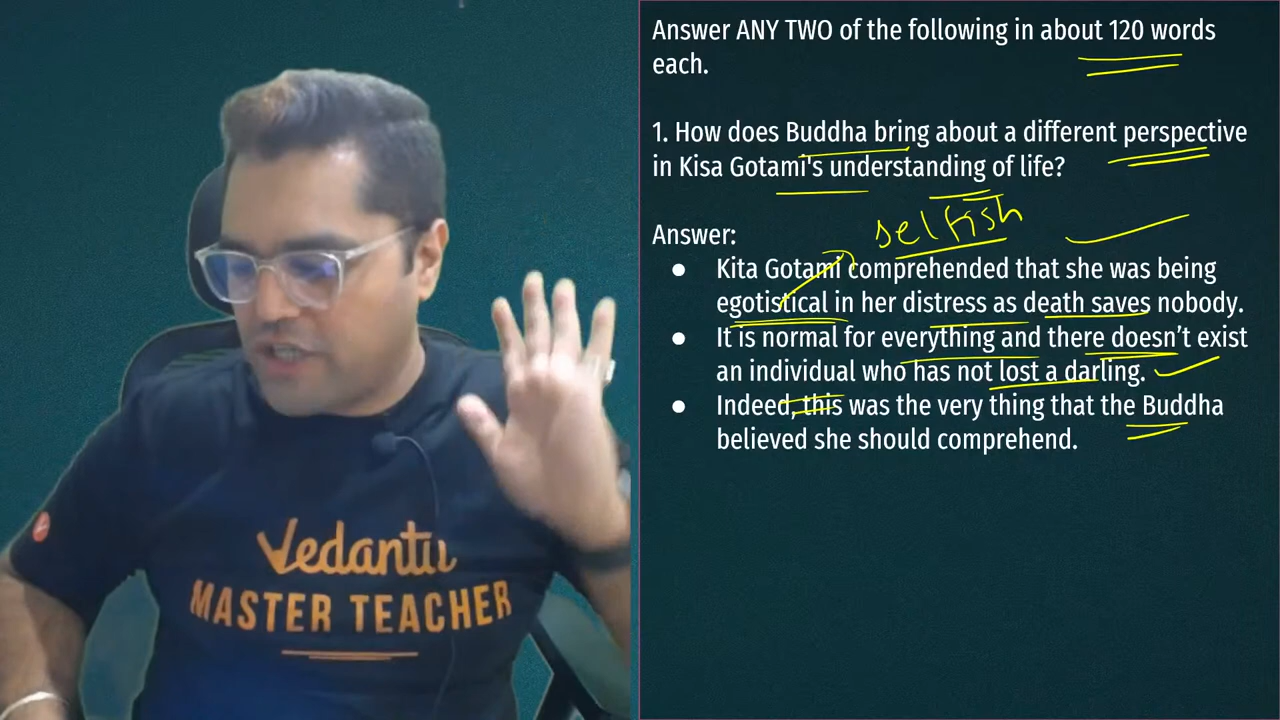 Answer ANY TWO of the following in about 120 words
each.
1. How does Buddha bring about a different perspective
in Kisa Gotami's understanding of life?
selfish
Answer:
● Kita Gotami comprehended that she was being
egotistical in her distress as death saves nobody.
● It is normal for everything and there doesn't exist
an individual who has not lost a darling.
● Indeed, this was the very thing that the Buddha
believed she should comprehend.
Vedantu
MASTER TEACHER